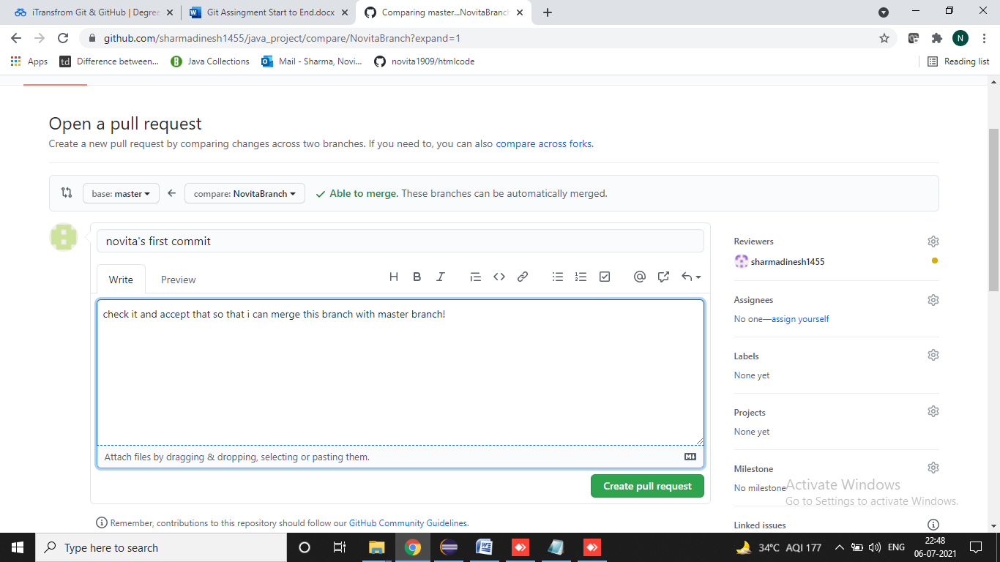 iTransfrom Git & GitHub | Degree
Git Assingment Start to End.docx
Comparing master...NovitaBranch
github.com/sharmadinesh1455/java_project/compare/NovitaBranch?expand=1
N
Apps
td
Difference between...
Java Collections
Mail - Sharma, Novi...
novita1909/htmlcode
Reading list
Open a pull request
Create a new pull request by comparing changes across two branches. If you need to, you can also compare across forks.
base: master
compare: NovitaBranch
Able to merge. These branches can be automatically merged.
novita's first commit
Write
Preview
H B I
check it and accept that so that i can merge this branch with master branch!
Attach files by dragging & dropping, selecting or pasting them.
Create pull request
Remember, contributions to this repository should follow our GitHub Community Guidelines.
Reviewers
sharmadinesh1455
Assignees
No one—assign yourself
Labels
None yet
Projects
None yet
Milestone
No milestone
Linked issues
Activate Windows
Go to Settings to activate Windows.
Type here to search
34°C AQI 177
ENG
22:48
06-07-2021